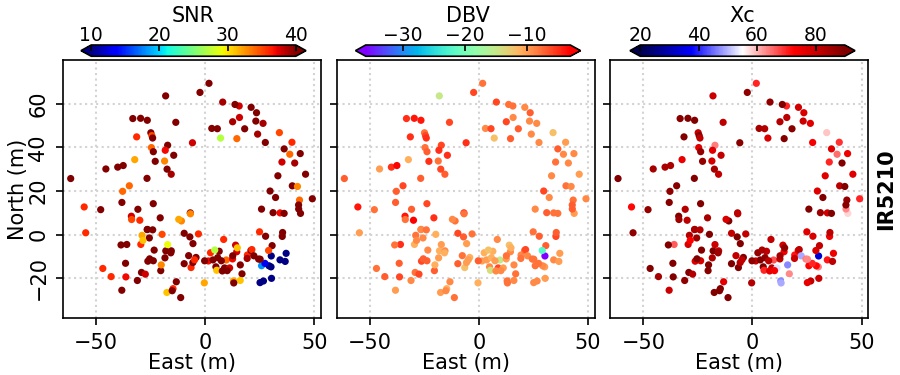 SNR DBV Xc
10 20 30 40 −30 −20 −10 20 40 60 80
North (m)
60
40
20
0
−20
−50 0 50 −50 0 50 −50 0 50
East (m) East (m) East (m)
IR5210